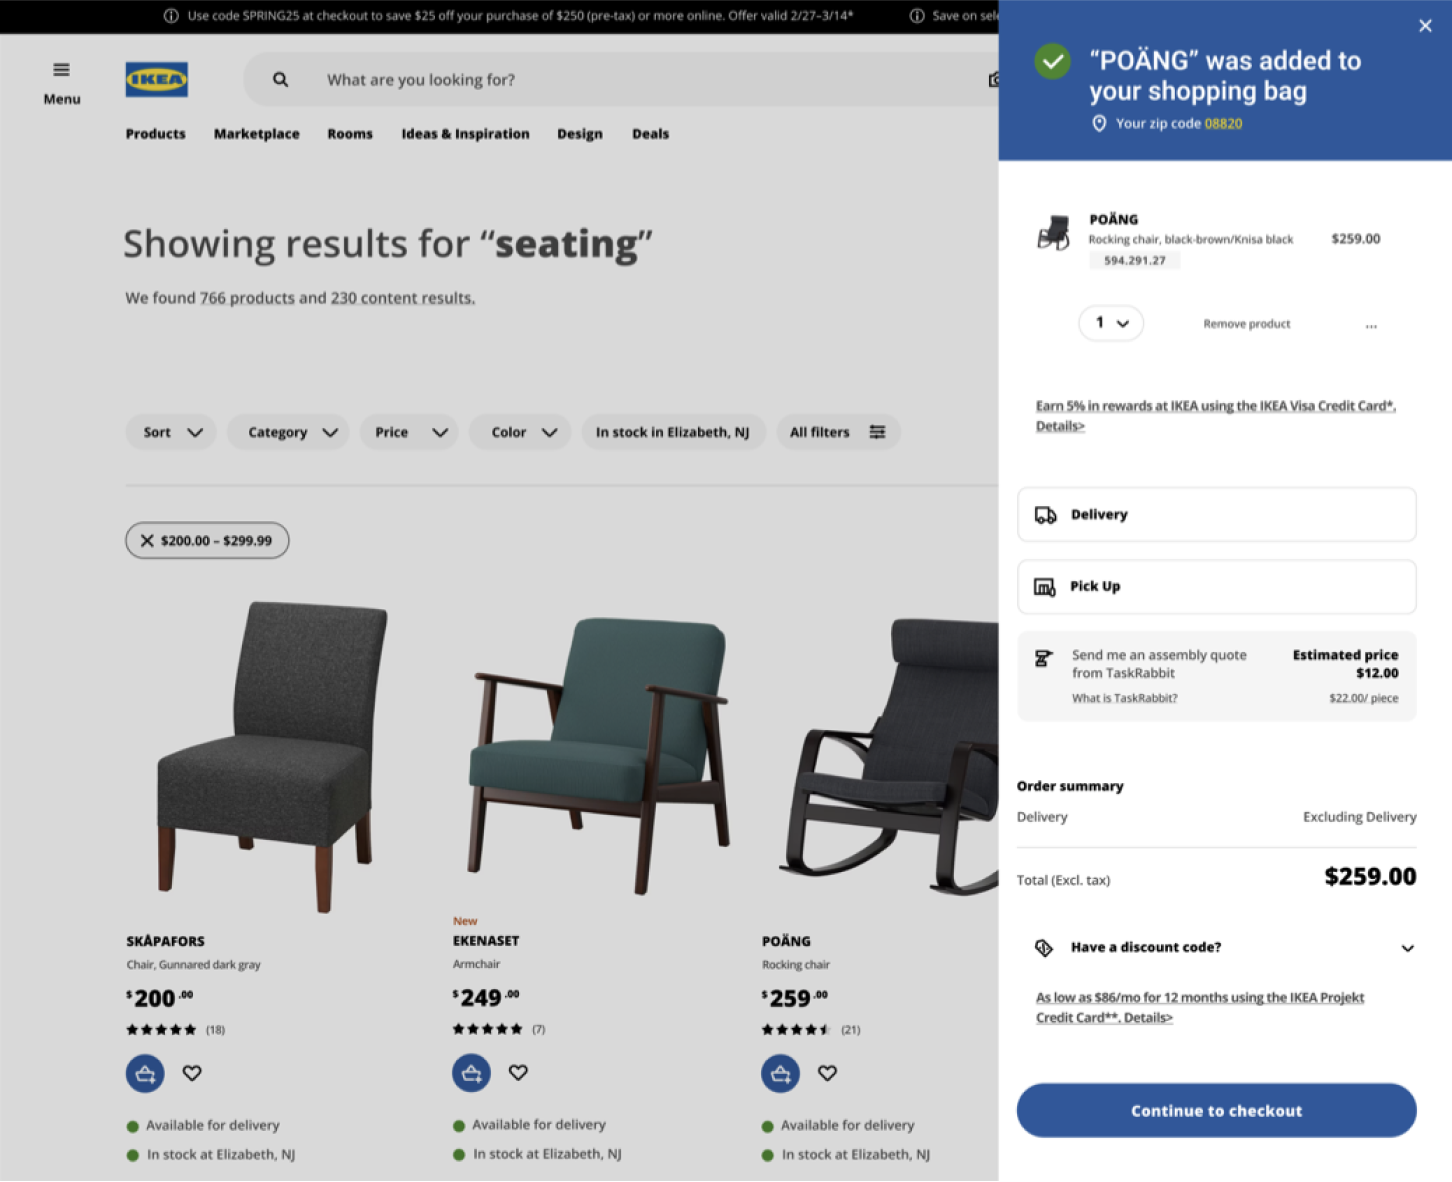 Use code SPRING25 at checkout to save $25 off your purchase of $250 (pre-tax) or more online. Offer valid 2/27–3/14*
Save on sel
Menu
IKEA
What are you looking for?
Products Marketplace Rooms Ideas & Inspiration Design Deals
Showing results for “seating”
We found 766 products and 230 content results.
Sort Category Price Color In stock in Elizabeth, NJ All filters
$200.00 – $299.99
SKÅPAFORS
Chair, Gunnared dark gray
$200.00
(18)
Available for delivery
In stock at Elizabeth, NJ
New
EKENASET
Armchair
$249.00
(7)
Available for delivery
In stock at Elizabeth, NJ
POÄNG
Rocking chair
$259.00
(21)
Available for delivery
In stock at Elizabeth, NJ
“POÄNG” was added to
your shopping bag
Your zip code 08820
POÄNG
Rocking chair, black-brown/Knisa black $259.00
594.291.27
1 Remove product ...
Earn 5% in rewards at IKEA using the IKEA Visa Credit Card*.
Details>
Delivery
Pick Up
Send me an assembly quote
from TaskRabbit
What is TaskRabbit?
Estimated price
$12.00
$22.00/ piece
Order summary
Delivery Excluding Delivery
Total (Excl. tax) $259.00
Have a discount code?
As low as $86/mo for 12 months using the IKEA Projekt
Credit Card**. Details>
Continue to checkout